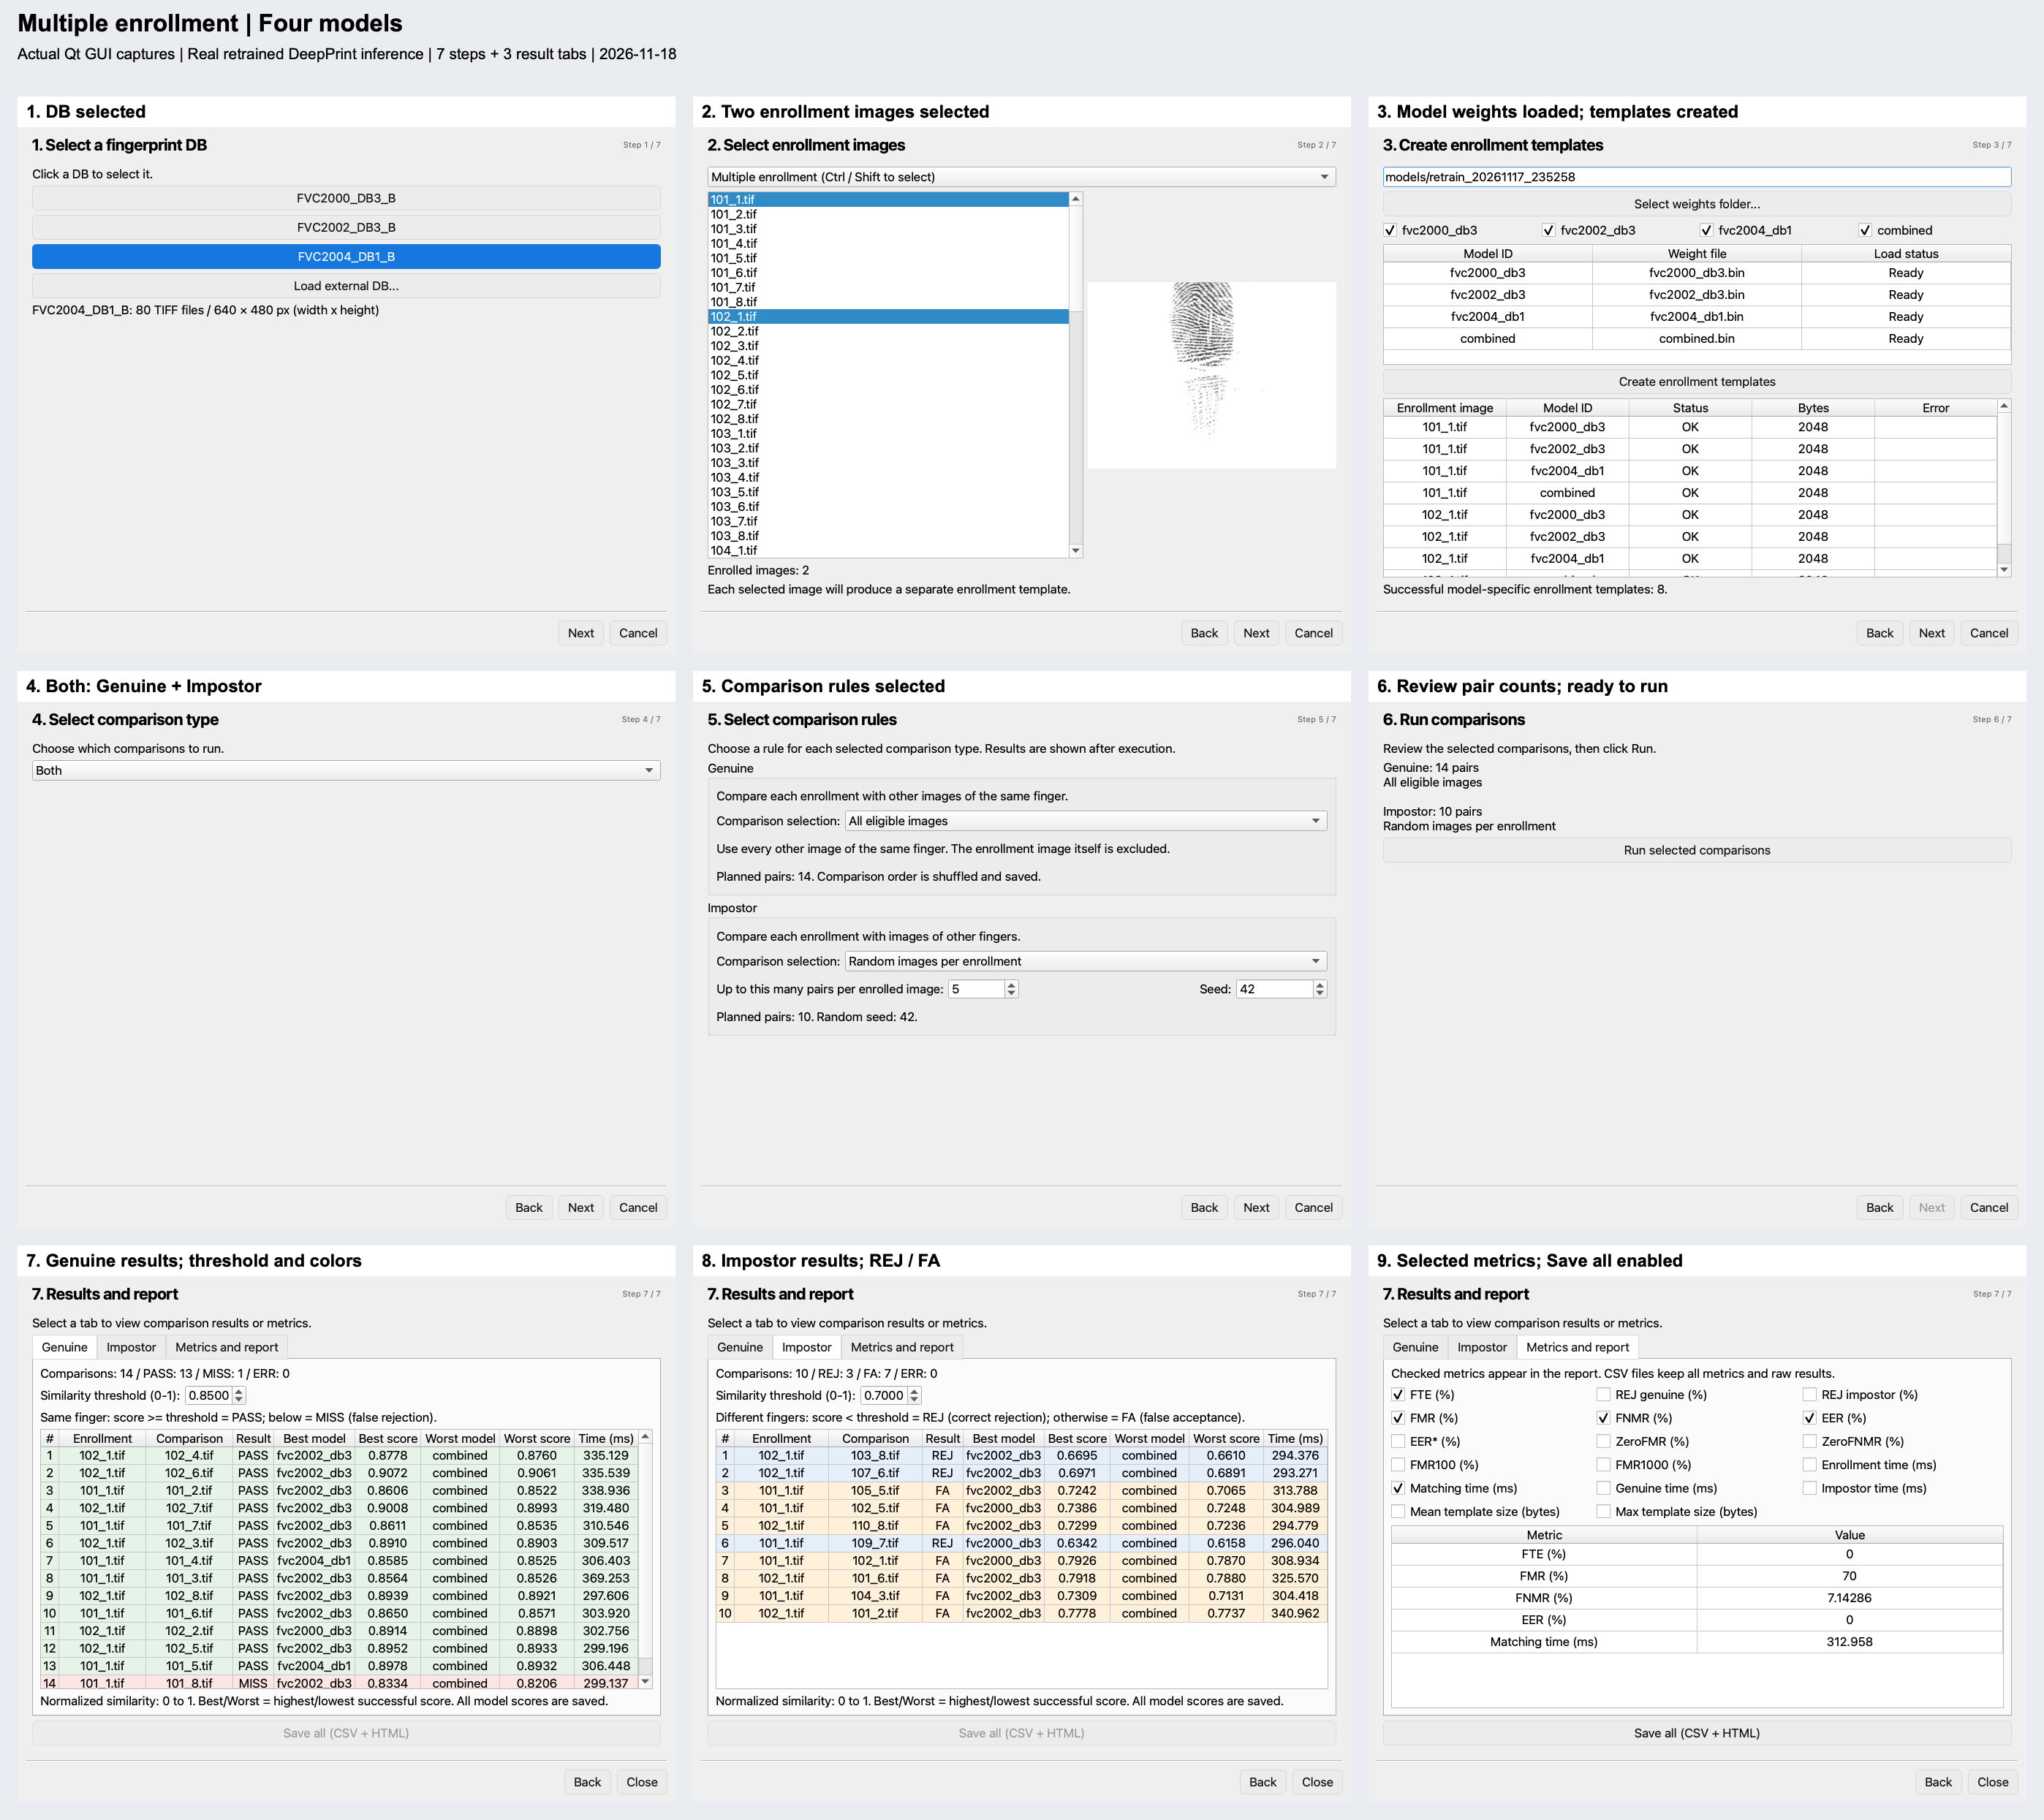 Multiple enrollment | Four models
Actual Qt GUI captures | Real retrained DeepPrint inference | 7 steps + 3 result tabs | 2026-11-18
1. DB selected
1. Select a fingerprint DB
Step 1 / 7
Click a DB to select it.
FVC2000_DB3_B
FVC2002_DB3_B
FVC2004_DB1_B
Load external DB...
FVC2004_DB1_B: 80 TIFF files / 640 × 480 px (width x height)
Next Cancel
2. Two enrollment images selected
2. Select enrollment images
Step 2 / 7
Multiple enrollment (Ctrl / Shift to select)
101_1.tif
101_2.tif
101_3.tif
101_4.tif
101_5.tif
101_6.tif
101_7.tif
101_8.tif
102_1.tif
102_2.tif
102_3.tif
102_4.tif
102_5.tif
102_6.tif
102_7.tif
102_8.tif
103_1.tif
103_2.tif
103_3.tif
103_4.tif
103_5.tif
103_6.tif
103_7.tif
103_8.tif
104_1.tif
Enrolled images: 2
Each selected image will produce a separate enrollment template.
Back Next Cancel
3. Model weights loaded; templates created
3. Create enrollment templates
Step 3 / 7
models/retrain_20261117_235258
Select weights folder...
fvc2000_db3 fvc2002_db3 fvc2004_db1 combined
Model ID Weight file Load status
fvc2000_db3 fvc2000_db3.bin Ready
fvc2002_db3 fvc2002_db3.bin Ready
fvc2004_db1 fvc2004_db1.bin Ready
combined combined.bin Ready
Create enrollment templates
Enrollment image Model ID Status Bytes Error
101_1.tif fvc2000_db3 OK 2048
101_1.tif fvc2002_db3 OK 2048
101_1.tif fvc2004_db1 OK 2048
101_1.tif combined OK 2048
102_1.tif fvc2000_db3 OK 2048
102_1.tif fvc2002_db3 OK 2048
102_1.tif fvc2004_db1 OK 2048
Successful model-specific enrollment templates: 8.
Back Next Cancel
4. Both: Genuine + Impostor
4. Select comparison type
Step 4 / 7
Choose which comparisons to run.
Both
Back Next Cancel
5. Comparison rules selected
5. Select comparison rules
Step 5 / 7
Choose a rule for each selected comparison type. Results are shown after execution.
Genuine
Compare each enrollment with other images of the same finger.
Comparison selection: All eligible images
Use every other image of the same finger. The enrollment image itself is excluded.
Planned pairs: 14. Comparison order is shuffled and saved.
Impostor
Compare each enrollment with images of other fingers.
Comparison selection: Random images per enrollment
Up to this many pairs per enrolled image: 5 Seed: 42
Planned pairs: 10. Random seed: 42.
Back Next Cancel
6. Review pair counts; ready to run
6. Run comparisons
Step 6 / 7
Review the selected comparisons, then click Run.
Genuine: 14 pairs
All eligible images
Impostor: 10 pairs
Random images per enrollment
Run selected comparisons
Back Next Cancel
7. Genuine results; threshold and colors
7. Results and report
Step 7 / 7
Select a tab to view comparison results or metrics.
Genuine Impostor Metrics and report
Comparisons: 14 / PASS: 13 / MISS: 1 / ERR: 0
Similarity threshold (0-1): 0.8500
Same finger: score >= threshold = PASS; below = MISS (false rejection).
# Enrollment Comparison Result Best model Best score Worst model Worst score Time (ms)
1 102_1.tif 102_4.tif PASS fvc2002_db3 0.8778 combined 0.8760 335.129
2 102_1.tif 102_6.tif PASS fvc2002_db3 0.9072 combined 0.9061 335.539
3 101_1.tif 101_2.tif PASS fvc2002_db3 0.8606 combined 0.8522 338.936
4 102_1.tif 102_7.tif PASS fvc2002_db3 0.9008 combined 0.8993 319.480
5 101_1.tif 101_7.tif PASS fvc2002_db3 0.8611 combined 0.8535 310.546
6 102_1.tif 102_3.tif PASS fvc2002_db3 0.8910 combined 0.8903 309.517
7 101_1.tif 101_4.tif PASS fvc2004_db1 0.8585 combined 0.8525 306.403
8 101_1.tif 101_3.tif PASS fvc2002_db3 0.8564 combined 0.8526 369.253
9 102_1.tif 102_8.tif PASS fvc2002_db3 0.8939 combined 0.8921 297.606
10 101_1.tif 101_6.tif PASS fvc2002_db3 0.8650 combined 0.8571 303.920
11 102_1.tif 102_2.tif PASS fvc2000_db3 0.8914 combined 0.8898 302.756
12 102_1.tif 102_5.tif PASS fvc2002_db3 0.8952 combined 0.8933 299.196
13 101_1.tif 101_5.tif PASS fvc2004_db1 0.8978 combined 0.8932 306.448
14 101_1.tif 101_8.tif MISS fvc2002_db3 0.8334 combined 0.8206 299.137
Normalized similarity: 0 to 1. Best/Worst = highest/lowest successful score. All model scores are saved.
Save all (CSV + HTML)
Back Close
8. Impostor results; REJ / FA
7. Results and report
Step 7 / 7
Select a tab to view comparison results or metrics.
Genuine Impostor Metrics and report
Comparisons: 10 / REJ: 3 / FA: 7 / ERR: 0
Similarity threshold (0-1): 0.7000
Different fingers: score < threshold = REJ (correct rejection); otherwise = FA (false acceptance).
# Enrollment Comparison Result Best model Best score Worst model Worst score Time (ms)
1 102_1.tif 103_8.tif REJ fvc2002_db3 0.6695 combined 0.6610 294.376
2 102_1.tif 107_6.tif REJ fvc2002_db3 0.6971 combined 0.6891 293.271
3 101_1.tif 105_5.tif FA fvc2002_db3 0.7242 combined 0.7065 313.788
4 101_1.tif 102_5.tif FA fvc2000_db3 0.7386 combined 0.7248 304.989
5 102_1.tif 110_8.tif FA fvc2002_db3 0.7299 combined 0.7236 294.779
6 101_1.tif 109_7.tif REJ fvc2000_db3 0.6342 combined 0.6158 296.040
7 101_1.tif 102_1.tif FA fvc2000_db3 0.7926 combined 0.7870 308.934
8 102_1.tif 101_6.tif FA fvc2002_db3 0.7918 combined 0.7880 325.570
9 101_1.tif 104_3.tif FA fvc2002_db3 0.7309 combined 0.7131 304.418
10 102_1.tif 101_2.tif FA fvc2002_db3 0.7778 combined 0.7737 340.962
Normalized similarity: 0 to 1. Best/Worst = highest/lowest successful score. All model scores are saved.
Save all (CSV + HTML)
Back Close
9. Selected metrics; Save all enabled
7. Results and report
Step 7 / 7
Select a tab to view comparison results or metrics.
Genuine Impostor Metrics and report
Checked metrics appear in the report. CSV files keep all metrics and raw results.
FTE (%) REJ genuine (%) REJ impostor (%)
FMR (%) FNMR (%) EER (%)
EER* (%) ZeroFMR (%) ZeroFNMR (%)
FMR100 (%) FMR1000 (%) Enrollment time (ms)
Matching time (ms) Genuine time (ms) Impostor time (ms)
Mean template size (bytes) Max template size (bytes)
Metric Value
FTE (%) 0
FMR (%) 70
FNMR (%) 7.14286
EER (%) 0
Matching time (ms) 312.958
Save all (CSV + HTML)
Back Close